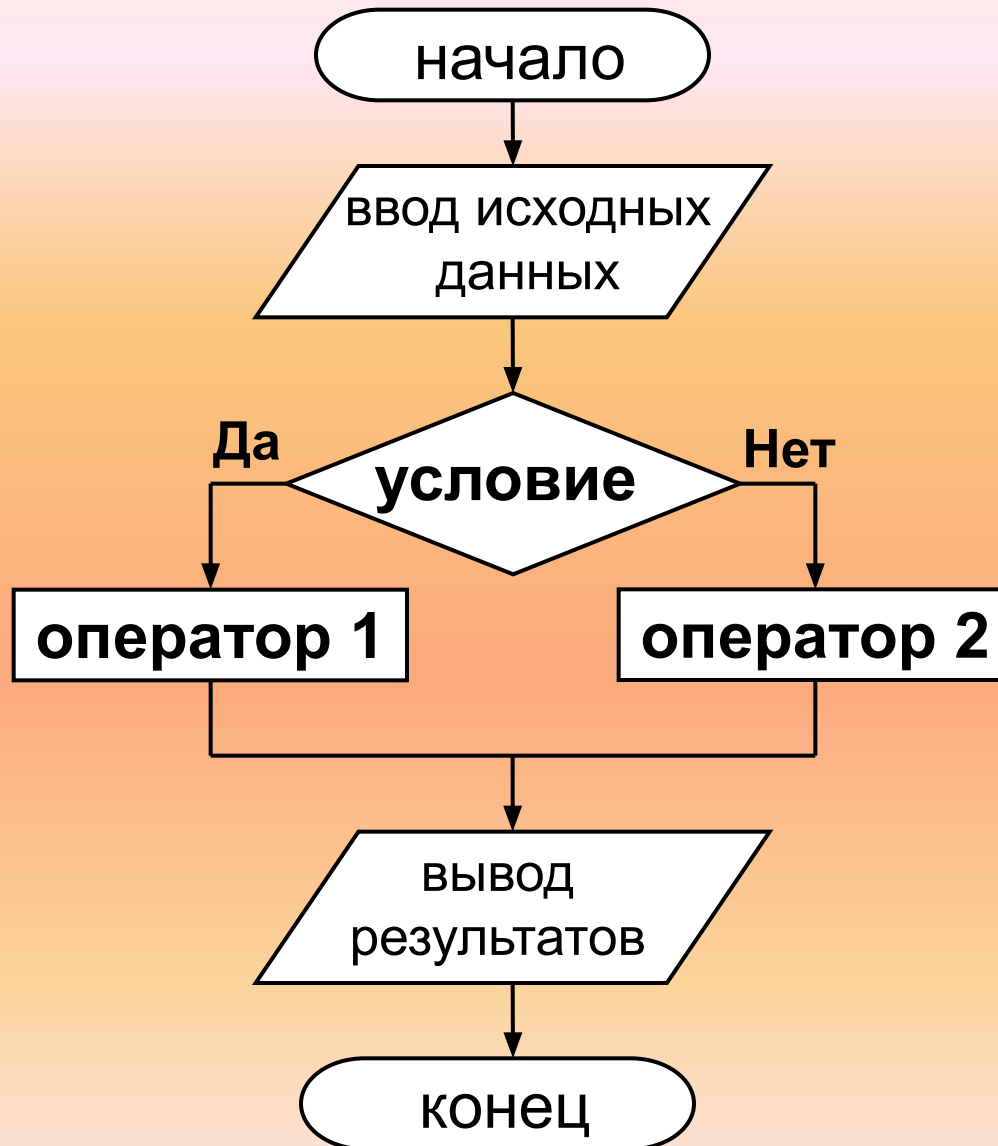 начало
ввод исходных
данных
Да
Нет
условие
оператор 1
оператор 2
вывод
результатов
конец